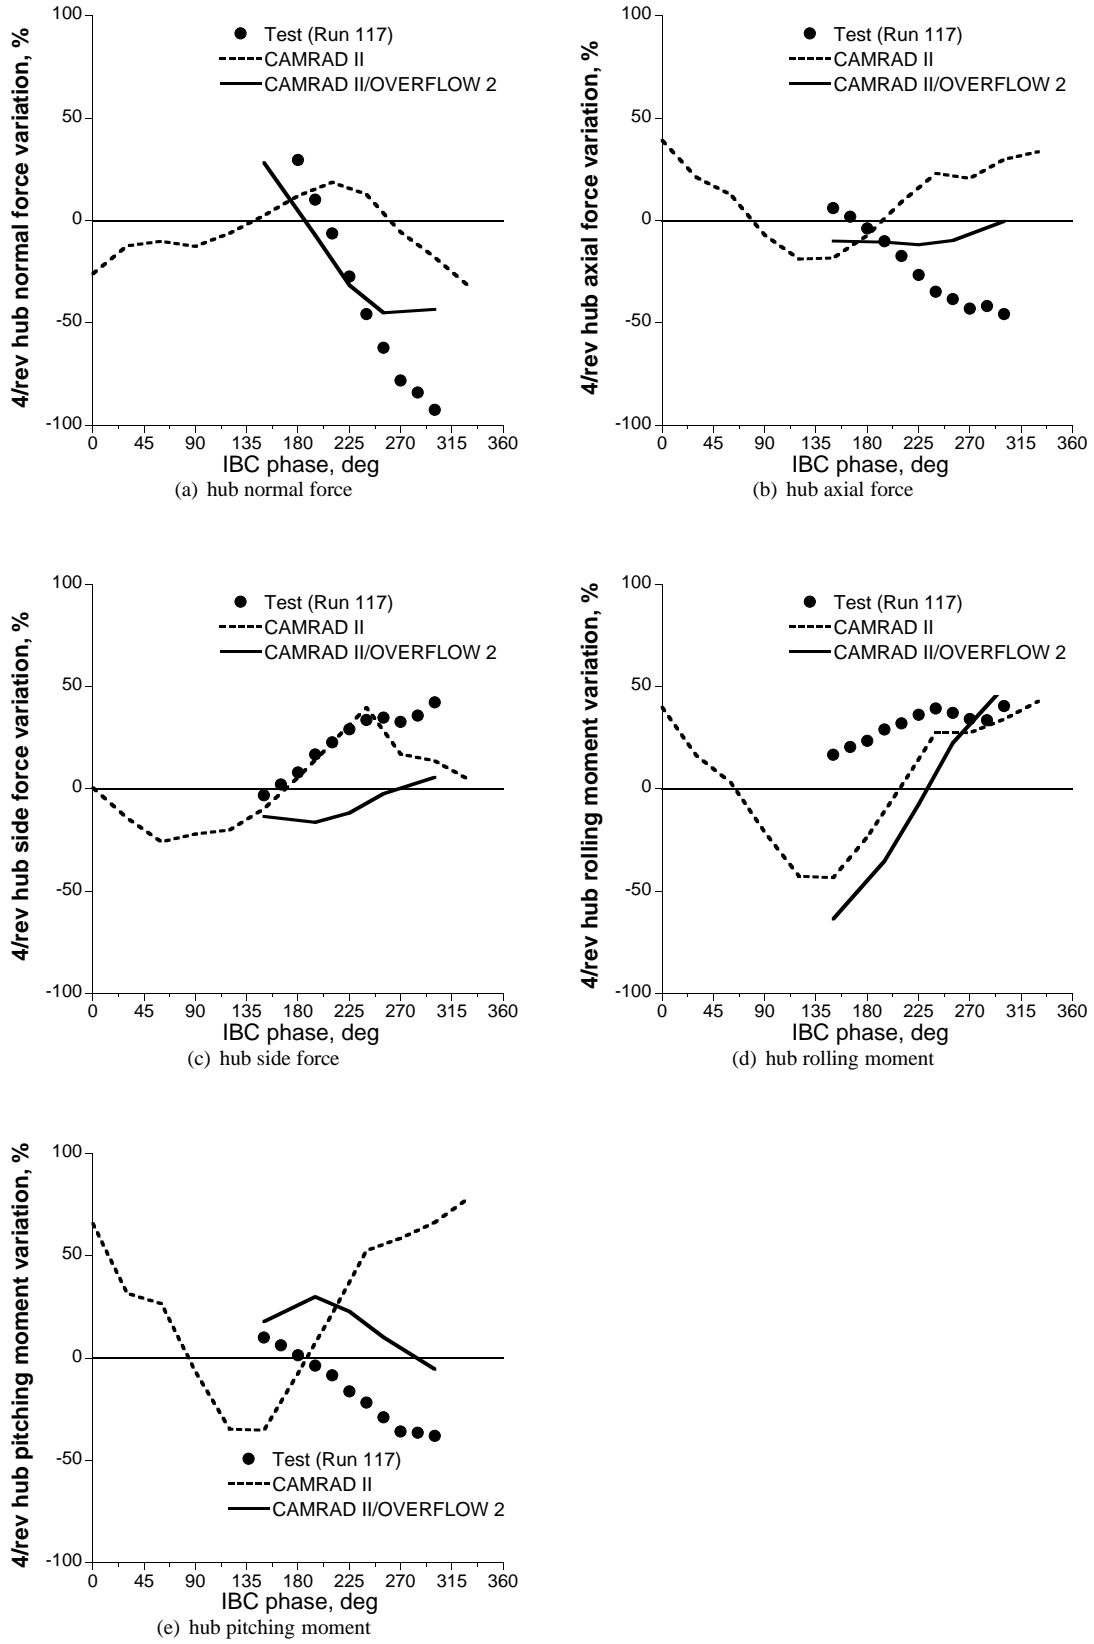 4/rev hub normal force variation, %
100
50
0
-50
-100
Test (Run 117)
CAMRAD II
CAMRAD II/OVERFLOW 2
0 45 90 135 180 225 270 315 360
IBC phase, deg
(a) hub normal force
4/rev hub axial force variation, %
100
50
0
-50
-100
Test (Run 117)
CAMRAD II
CAMRAD II/OVERFLOW 2
0 45 90 135 180 225 270 315 360
IBC phase, deg
(b) hub axial force
4/rev hub side force variation, %
100
50
0
-50
-100
Test (Run 117)
CAMRAD II
CAMRAD II/OVERFLOW 2
0 45 90 135 180 225 270 315 360
IBC phase, deg
(c) hub side force
4/rev hub rolling moment variation, %
100
50
0
-50
-100
Test (Run 117)
CAMRAD II
CAMRAD II/OVERFLOW 2
0 45 90 135 180 225 270 315 360
IBC phase, deg
(d) hub rolling moment
4/rev hub pitching moment variation, %
100
50
0
-50
-100
Test (Run 117)
CAMRAD II
CAMRAD II/OVERFLOW 2
0 45 90 135 180 225 270 315 360
IBC phase, deg
(e) hub pitching moment